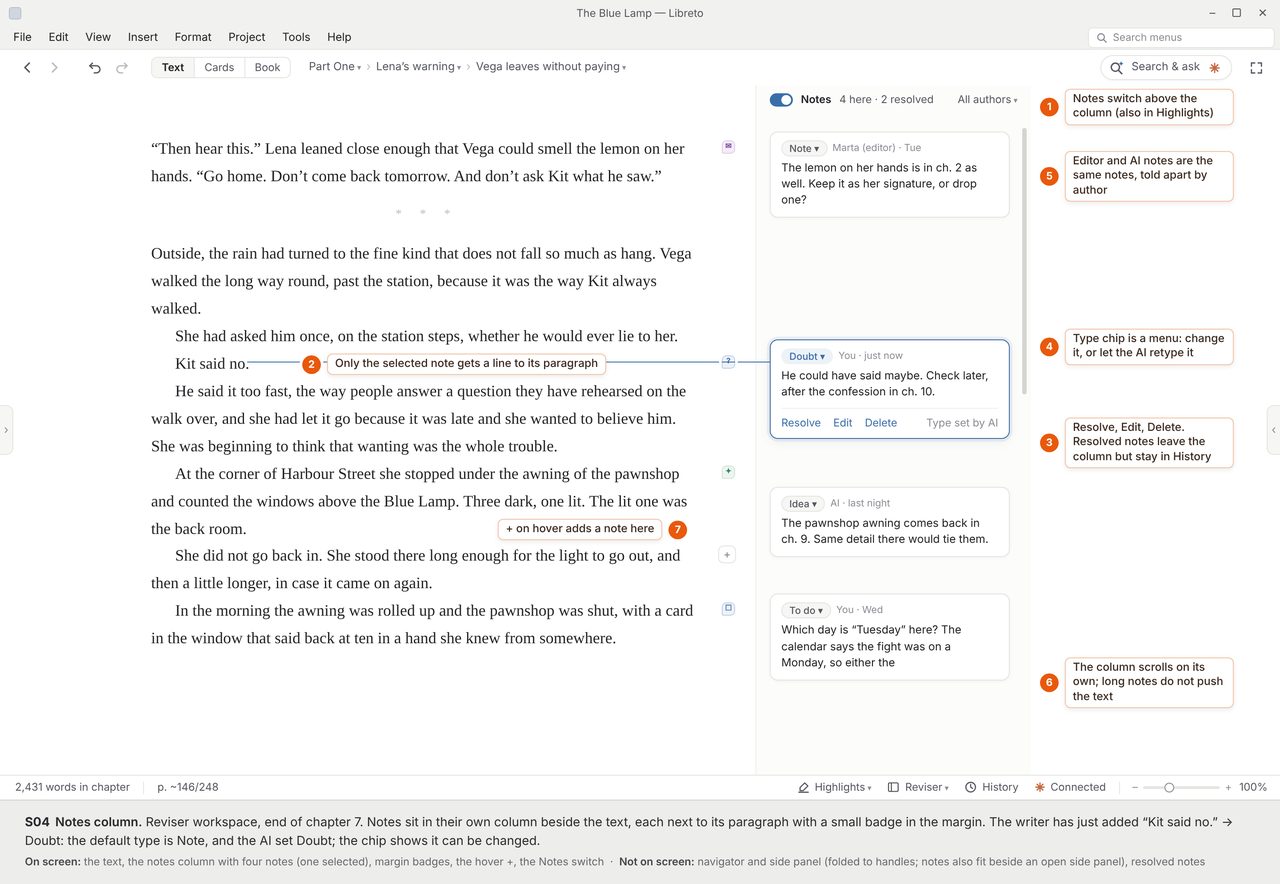 The Blue Lamp — Libreto
File Edit View Insert Format Project Tools Help
Search menus
Text Cards Book
Part One › Lena’s warning › Vega leaves without paying
Search & ask
Notes 4 here · 2 resolved All authors
“Then hear this.” Lena leaned close enough that Vega could smell the lemon on her
hands. “Go home. Don’t come back tomorrow. And don’t ask Kit what he saw.”
* * *
Outside, the rain had turned to the fine kind that does not fall so much as hang. Vega
walked the long way round, past the station, because it was the way Kit always
walked.
She had asked him once, on the station steps, whether he would ever lie to her.
Kit said no.
2 Only the selected note gets a line to its paragraph
He said it too fast, the way people answer a question they have rehearsed on the
walk over, and she had let it go because it was late and she wanted to believe him.
She was beginning to think that wanting was the whole trouble.
At the corner of Harbour Street she stopped under the awning of the pawnshop
and counted the windows above the Blue Lamp. Three dark, one lit. The lit one was
the back room.
+ on hover adds a note here 7
She did not go back in. She stood there long enough for the light to go out, and
then a little longer, in case it came on again.
In the morning the awning was rolled up and the pawnshop was shut, with a card
in the window that said back at ten in a hand she knew from somewhere.
?
+
Note ▾ Marta (editor) · Tue
The lemon on her hands is in ch. 2 as
well. Keep it as her signature, or drop
one?
Doubt ▾ You · just now
He could have said maybe. Check later,
after the confession in ch. 10.
Resolve Edit Delete Type set by AI
Idea ▾ AI · last night
The pawnshop awning comes back in
ch. 9. Same detail there would tie them.
To do ▾ You · Wed
Which day is “Tuesday” here? The
calendar says the fight was on a
Monday, so either the
1 Notes switch above the
column (also in Highlights)
5 Editor and AI notes are the
same notes, told apart by
author
4 Type chip is a menu: change
it, or let the AI retype it
3 Resolve, Edit, Delete.
Resolved notes leave the
column but stay in History
6 The column scrolls on its
own; long notes do not push
the text
2,431 words in chapter p. ~146/248
Highlights Reviser History Connected − + 100%
S04 Notes column. Reviser workspace, end of chapter 7. Notes sit in their own column beside the text, each next to its paragraph with a small badge in the margin. The writer has just added “Kit said no.” →
Doubt: the default type is Note, and the AI set Doubt; the chip shows it can be changed.
On screen: the text, the notes column with four notes (one selected), margin badges, the hover +, the Notes switch · Not on screen: navigator and side panel (folded to handles; notes also fit beside an open side panel), resolved notes